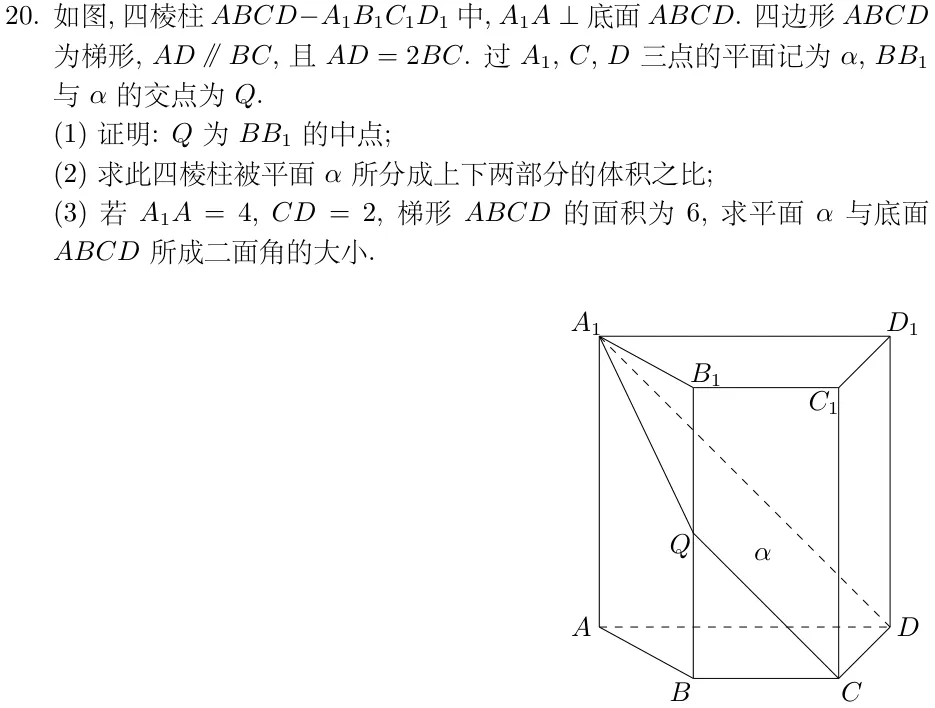 20. 如图, 四棱柱 ABCD−A₁B₁C₁D₁ 中, A₁A ⊥ 底面 ABCD. 四边形 ABCD
为梯形, AD ∥ BC, 且 AD = 2BC. 过 A₁, C, D 三点的平面记为 α, BB₁
与 α 的交点为 Q.
(1) 证明: Q 为 BB₁ 的中点;
(2) 求此四棱柱被平面 α 所分成上下两部分的体积之比;
(3) 若 A₁A = 4, CD = 2, 梯形 ABCD 的面积为 6, 求平面 α 与底面
ABCD 所成二面角的大小.
A₁
D₁
B₁
C₁
Q
α
A
D
B
C